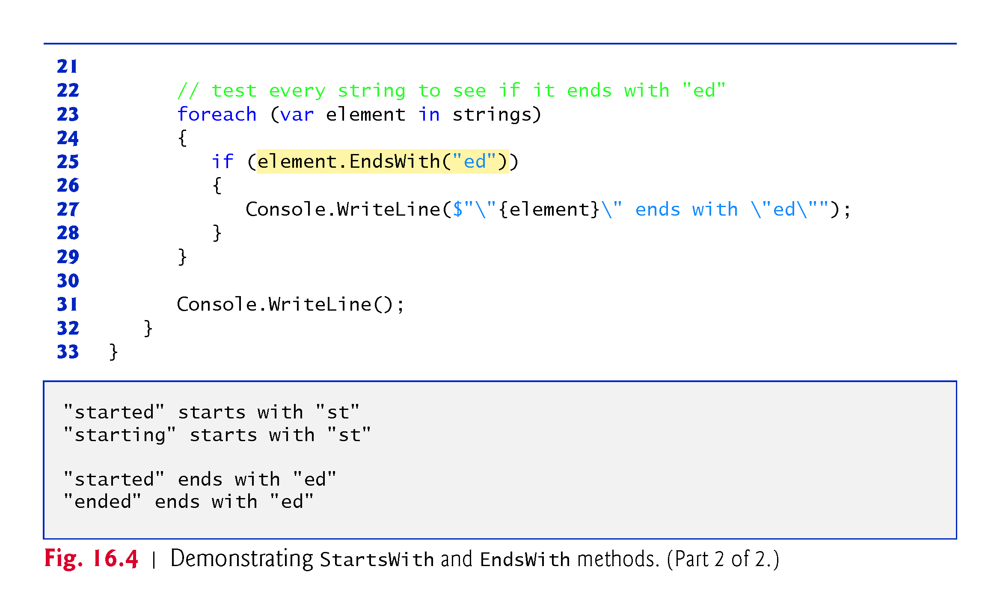 21
22 // test every string to see if it ends with "ed"
23 foreach (var element in strings)
24 {
25 if (element.EndsWith("ed"))
26 {
27 Console.WriteLine($"\"{element}\" ends with \"ed\"");
28 }
29 }
30
31 Console.WriteLine();
32 }
33 }
"started" starts with "st"
"starting" starts with "st"
"started" ends with "ed"
"ended" ends with "ed"
Fig. 16.4 | Demonstrating StartsWith and EndsWith methods. (Part 2 of 2.)